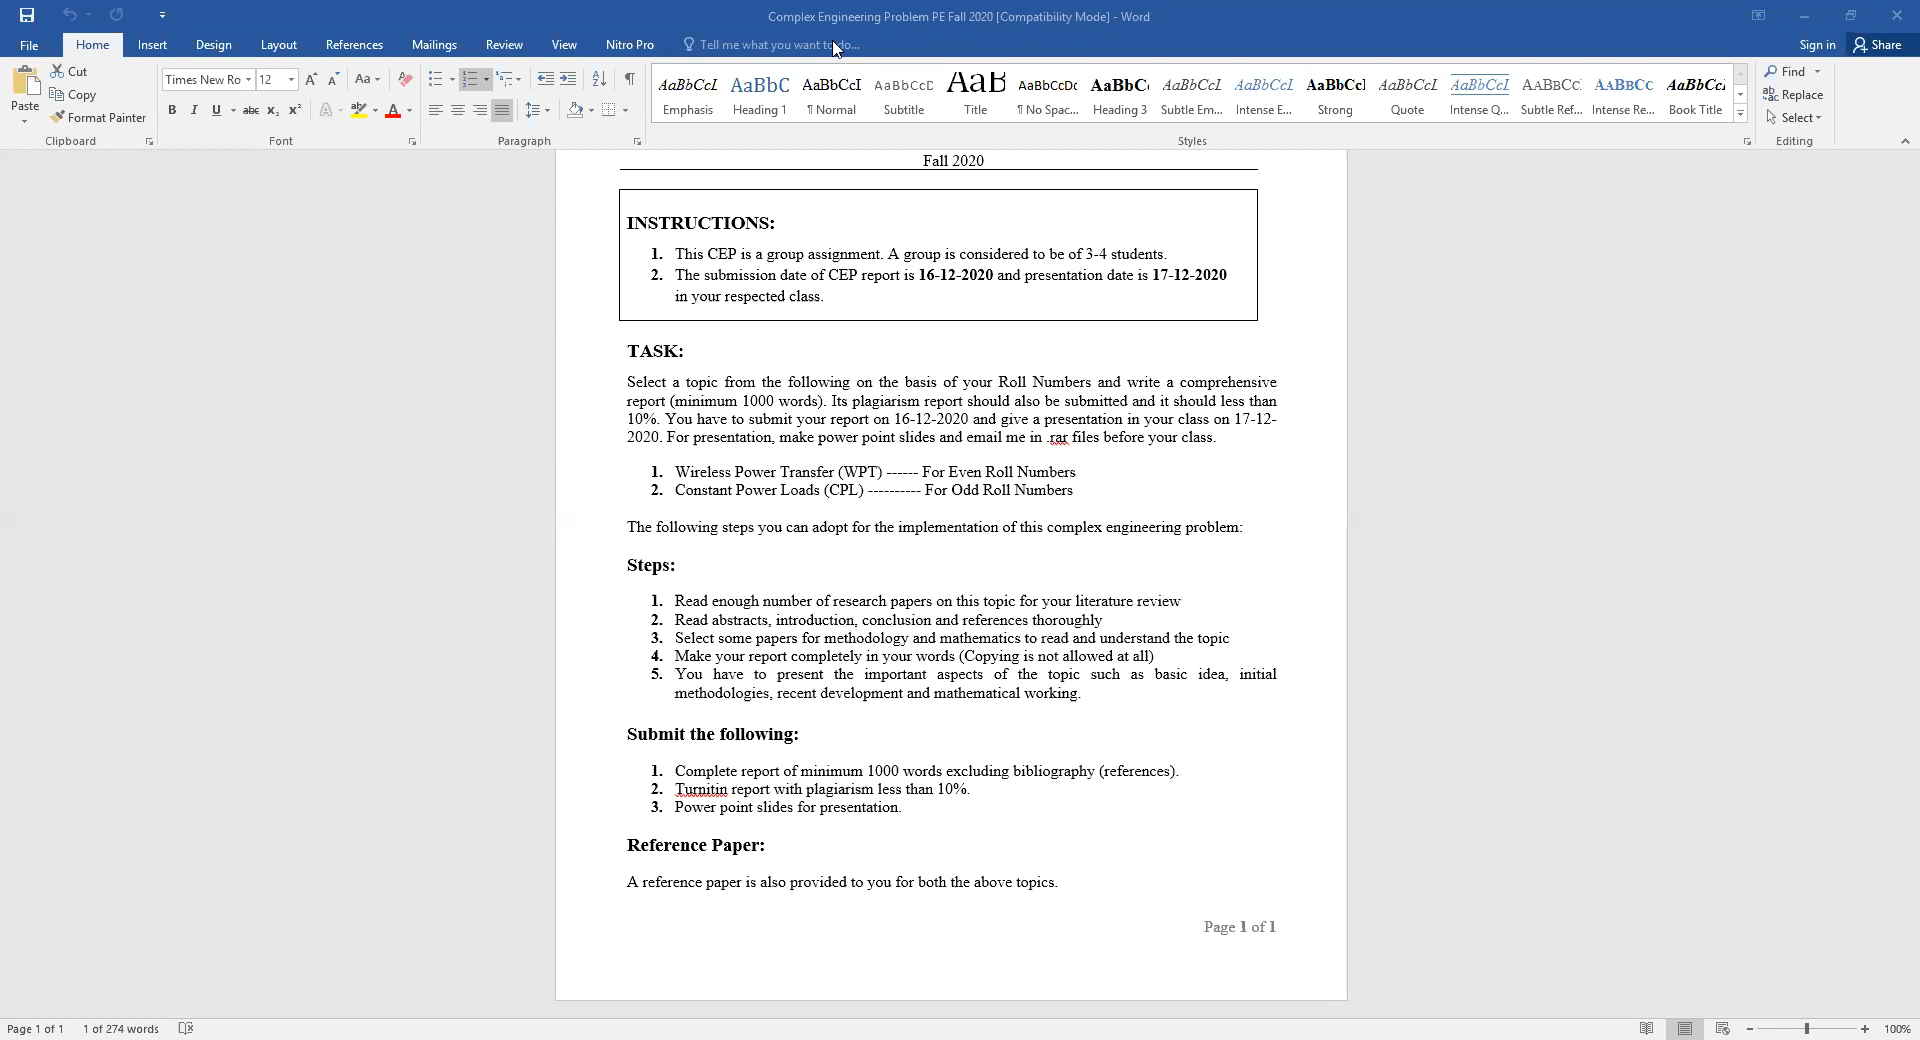 Complex Engineering Problem PE Fall 2020 [Compatibility Mode] - Word
File Home Insert Design Layout References Mailings Review View Nitro Pro Tell me what you want to do... Sign in Share
Paste Cut
Copy
Format Painter
Clipboard
Times New Ro 12 Aa
B I U abc x₂ x² A ab A
Font
Paragraph
AaBbCcI AaBbC AaBbCcI AaBbCcD AaB AaBbCcDc AaBbC AaBbCcI AaBbCcI AaBbCcI AaBbCcI AaBbCcI AABBCC AABBCC AaBbCc
Emphasis Heading 1 ¶ Normal Subtitle Title ¶ No Spac... Heading 3 Subtle Em... Intense E... Strong Quote Intense Q... Subtle Ref... Intense Re... Book Title
Styles
Find
Replace
Select
Editing
Fall 2020
INSTRUCTIONS:
1. This CEP is a group assignment. A group is considered to be of 3-4 students.
2. The submission date of CEP report is 16-12-2020 and presentation date is 17-12-2020
in your respected class.
TASK:
Select a topic from the following on the basis of your Roll Numbers and write a comprehensive
report (minimum 1000 words). Its plagiarism report should also be submitted and it should less than
10%. You have to submit your report on 16-12-2020 and give a presentation in your class on 17-12-
2020. For presentation, make power point slides and email me in .rar files before your class.
1. Wireless Power Transfer (WPT) ------ For Even Roll Numbers
2. Constant Power Loads (CPL) ---------- For Odd Roll Numbers
The following steps you can adopt for the implementation of this complex engineering problem:
Steps:
1. Read enough number of research papers on this topic for your literature review
2. Read abstracts, introduction, conclusion and references thoroughly
3. Select some papers for methodology and mathematics to read and understand the topic
4. Make your report completely in your words (Copying is not allowed at all)
5. You have to present the important aspects of the topic such as basic idea, initial
methodologies, recent development and mathematical working.
Submit the following:
1. Complete report of minimum 1000 words excluding bibliography (references).
2. Turnitin report with plagiarism less than 10%.
3. Power point slides for presentation.
Reference Paper:
A reference paper is also provided to you for both the above topics.
Page 1 of 1
Page 1 of 1 1 of 274 words 100%